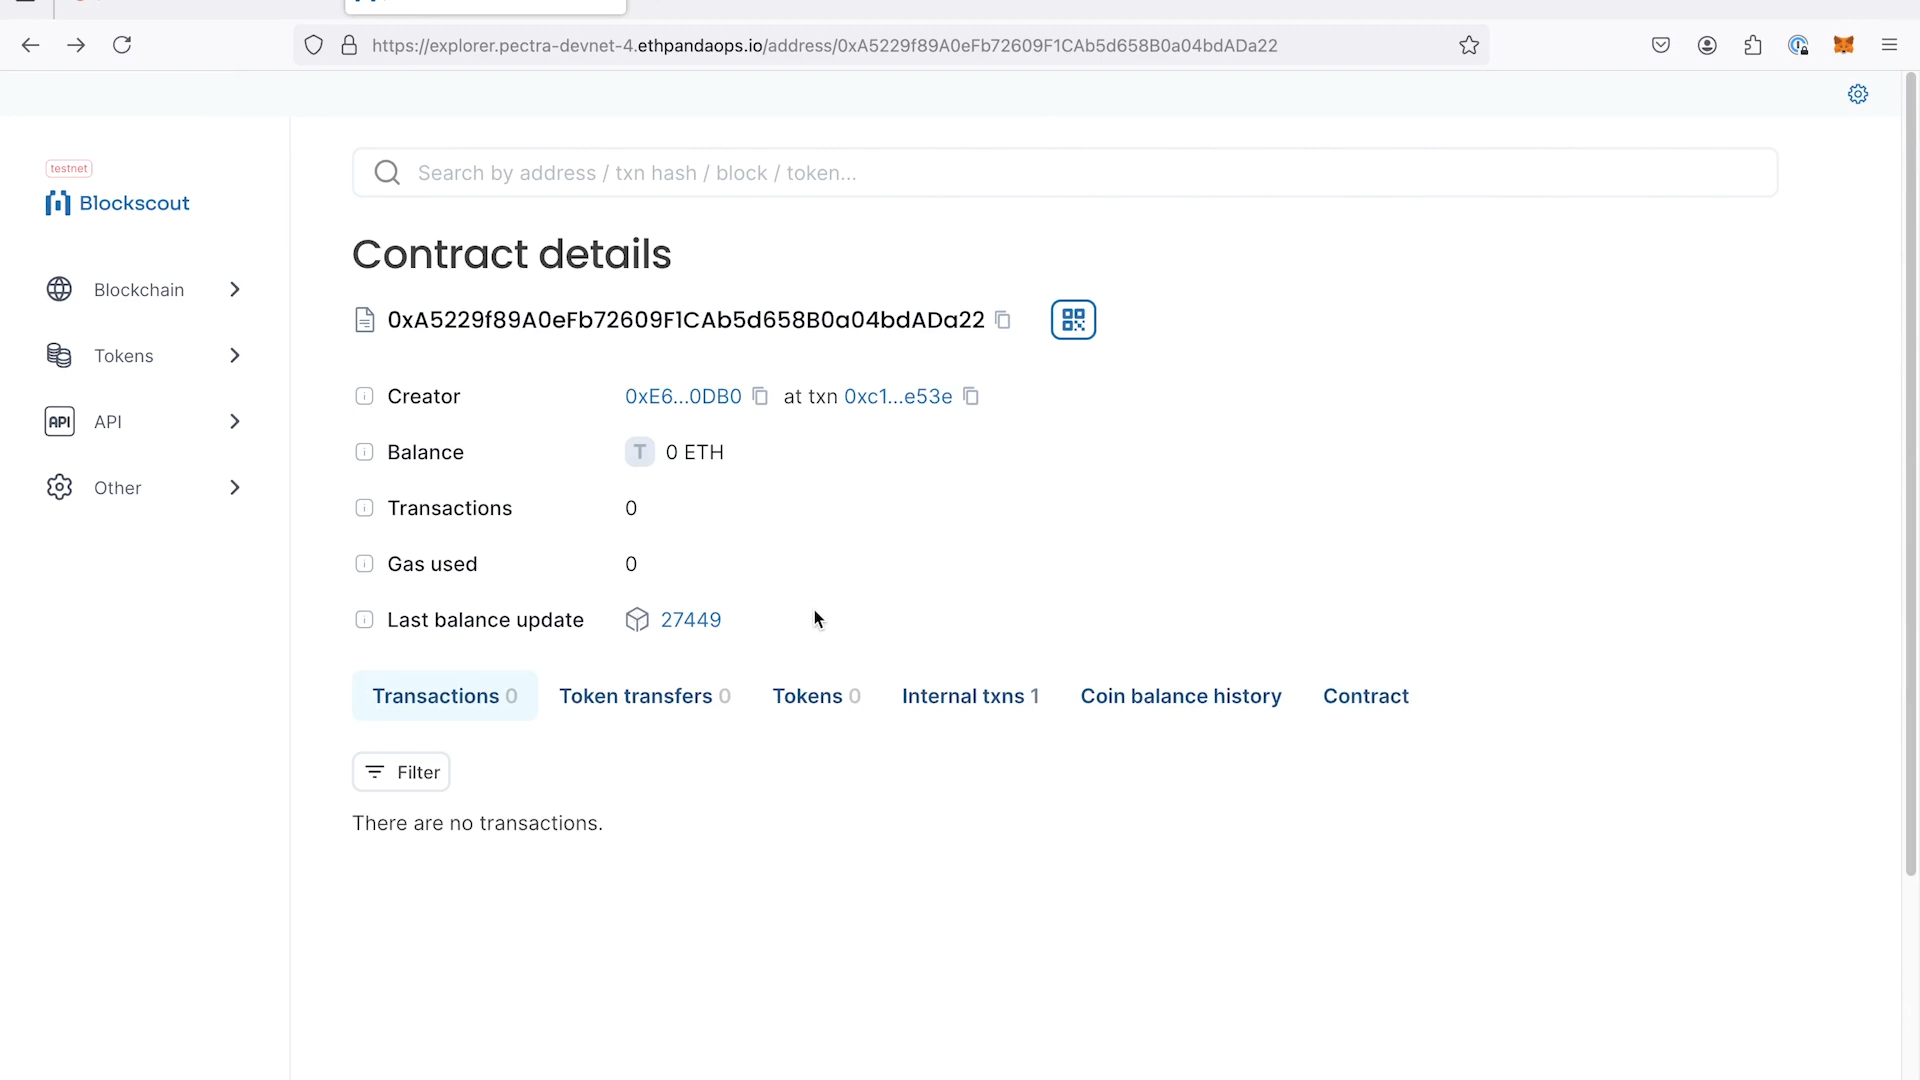 https://explorer.pectra-devnet-4.ethpandaops.io/address/0xA5229f89A0eFb72609F1CAb5d658B0a04bdADa22
testnet
Blockscout
Search by address / txn hash / block / token...
Contract details
0xA5229f89A0eFb72609F1CAb5d658B0a04bdADa22
Blockchain
Tokens
API API
Other
Creator 0xE6...0DB0 at txn 0xc1...e53e
Balance T 0 ETH
Transactions 0
Gas used 0
Last balance update 27449
Transactions 0 Token transfers 0 Tokens 0 Internal txns 1 Coin balance history Contract
Filter
There are no transactions.